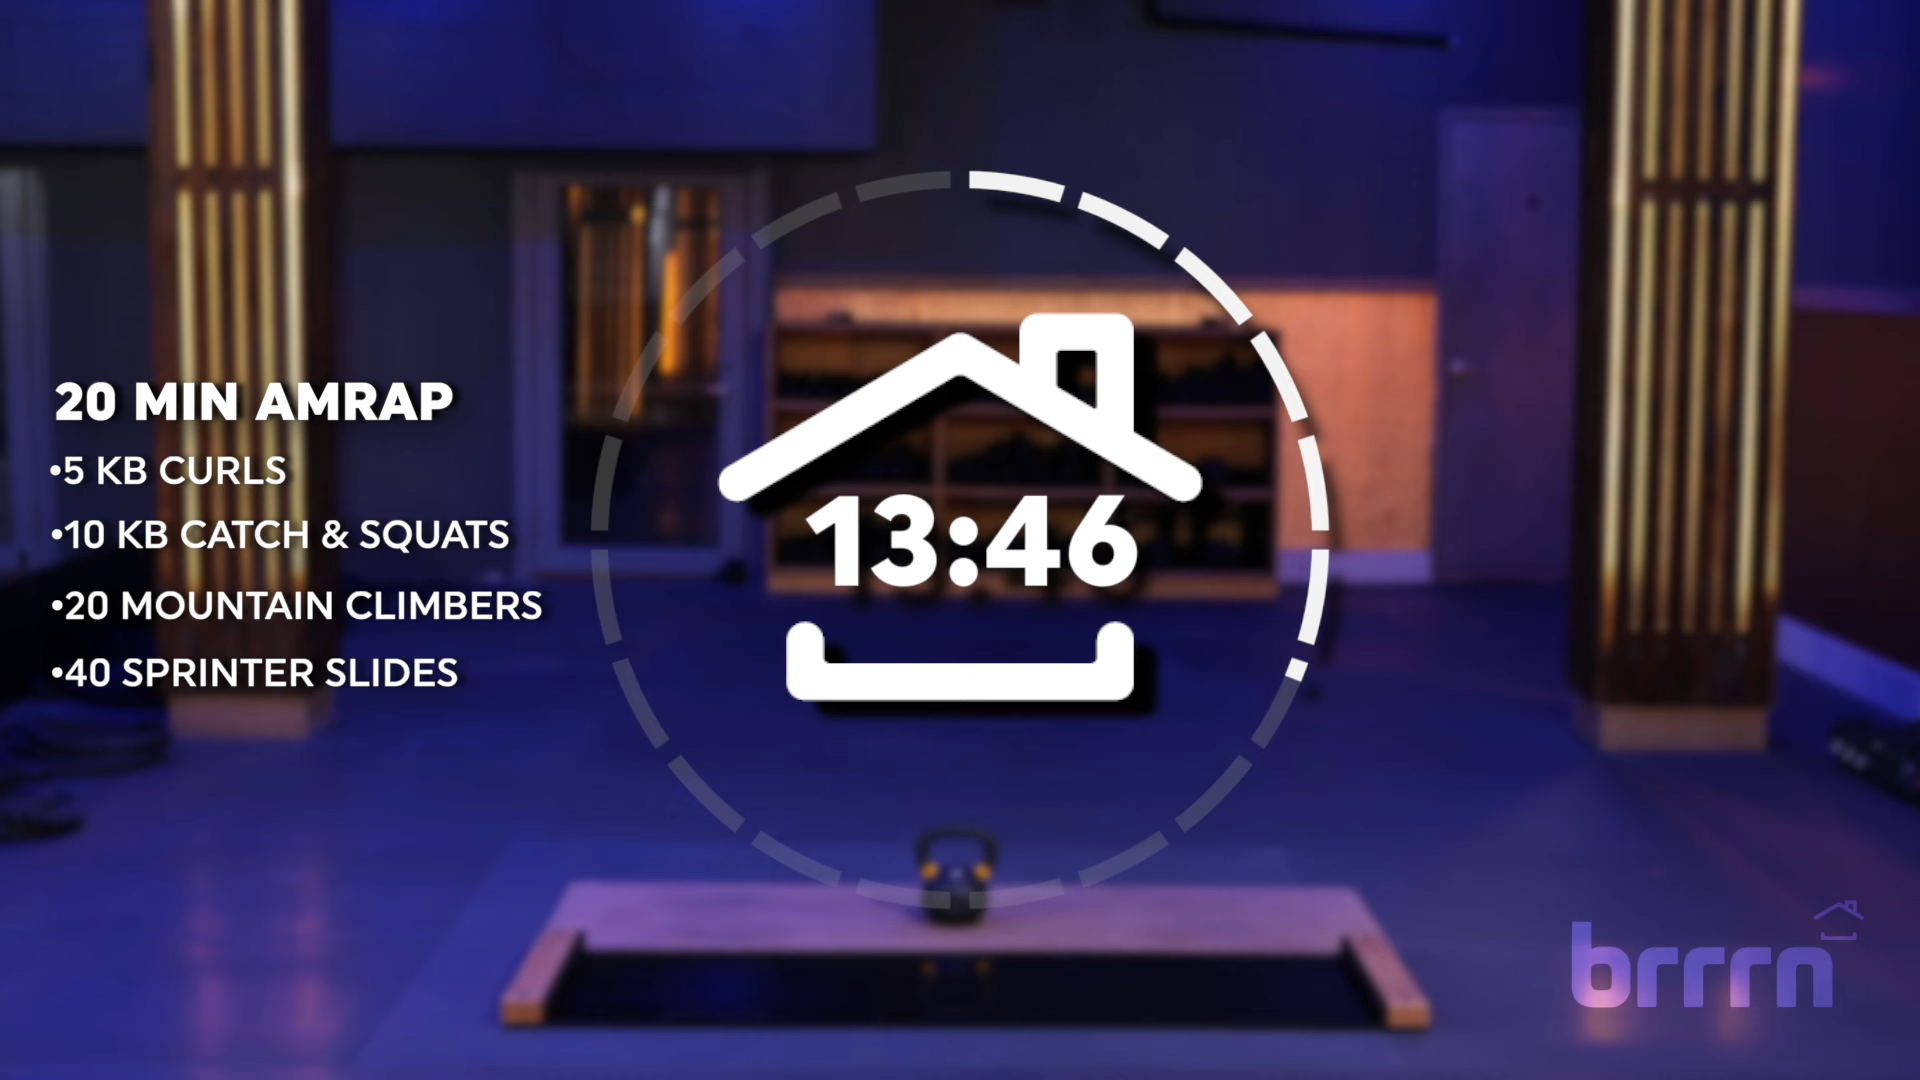 20 MIN AMRAP
•5 KB CURLS
•10 KB CATCH & SQUATS
•20 MOUNTAIN CLIMBERS
•40 SPRINTER SLIDES
13:46
brrrn